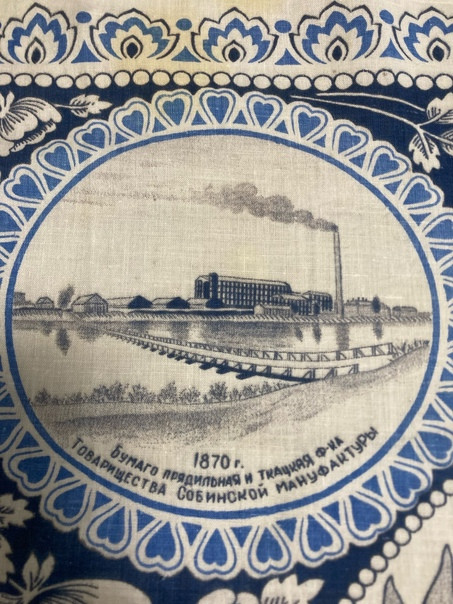 1870 г.
Бумаго прядильная и ткацкая ф-ка
Товарищества Собинской мануфактуры